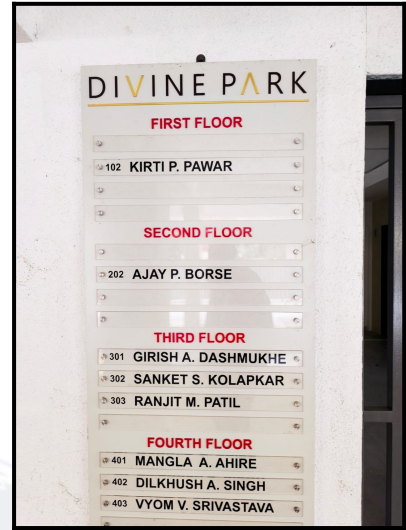 DIVINE PARK
FIRST FLOOR
102 KIRTI P. PAWAR
SECOND FLOOR
202 AJAY P. BORSE
THIRD FLOOR
301 GIRISH A. DASHMUKHE
302 SANKET S. KOLAPKAR
303 RANJIT M. PATIL
FOURTH FLOOR
401 MANGLA A. AHIRE
402 DILKHUSH A. SINGH
403 VYOM V. SRIVASTAVA